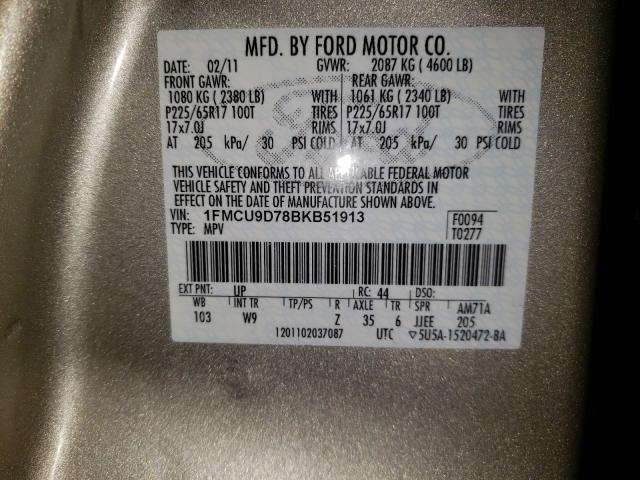 MFD. BY FORD MOTOR CO.
DATE: 02/11 GVWR: 2087 KG ( 4600 LB)
FRONT GAWR: REAR GAWR:
1080 KG ( 2380 LB) WITH 1061 KG ( 2340 LB) WITH
P225/65R17 100T TIRES P225/65R17 100T TIRES
17x7.0J RIMS 17x7.0J RIMS
AT 205 kPa/ 30 PSI COLD AT 205 kPa/ 30 PSI COLD
THIS VEHICLE CONFORMS TO ALL APPLICABLE FEDERAL MOTOR
VEHICLE SAFETY AND THEFT PREVENTION STANDARDS IN
EFFECT ON THE DATE OF MANUFACTURE SHOWN ABOVE.
VIN: 1FMCU9D78BKB51913 F0094
TYPE: MPV T0277
EXT PNT: UP RC: 44 DSO:
WB INT TR TP/PS R AXLE TR SPR AM71A
103 W9 Z 35 6 JJEE 205
1201102037087 UTC ▽5U5A-1520472-BA